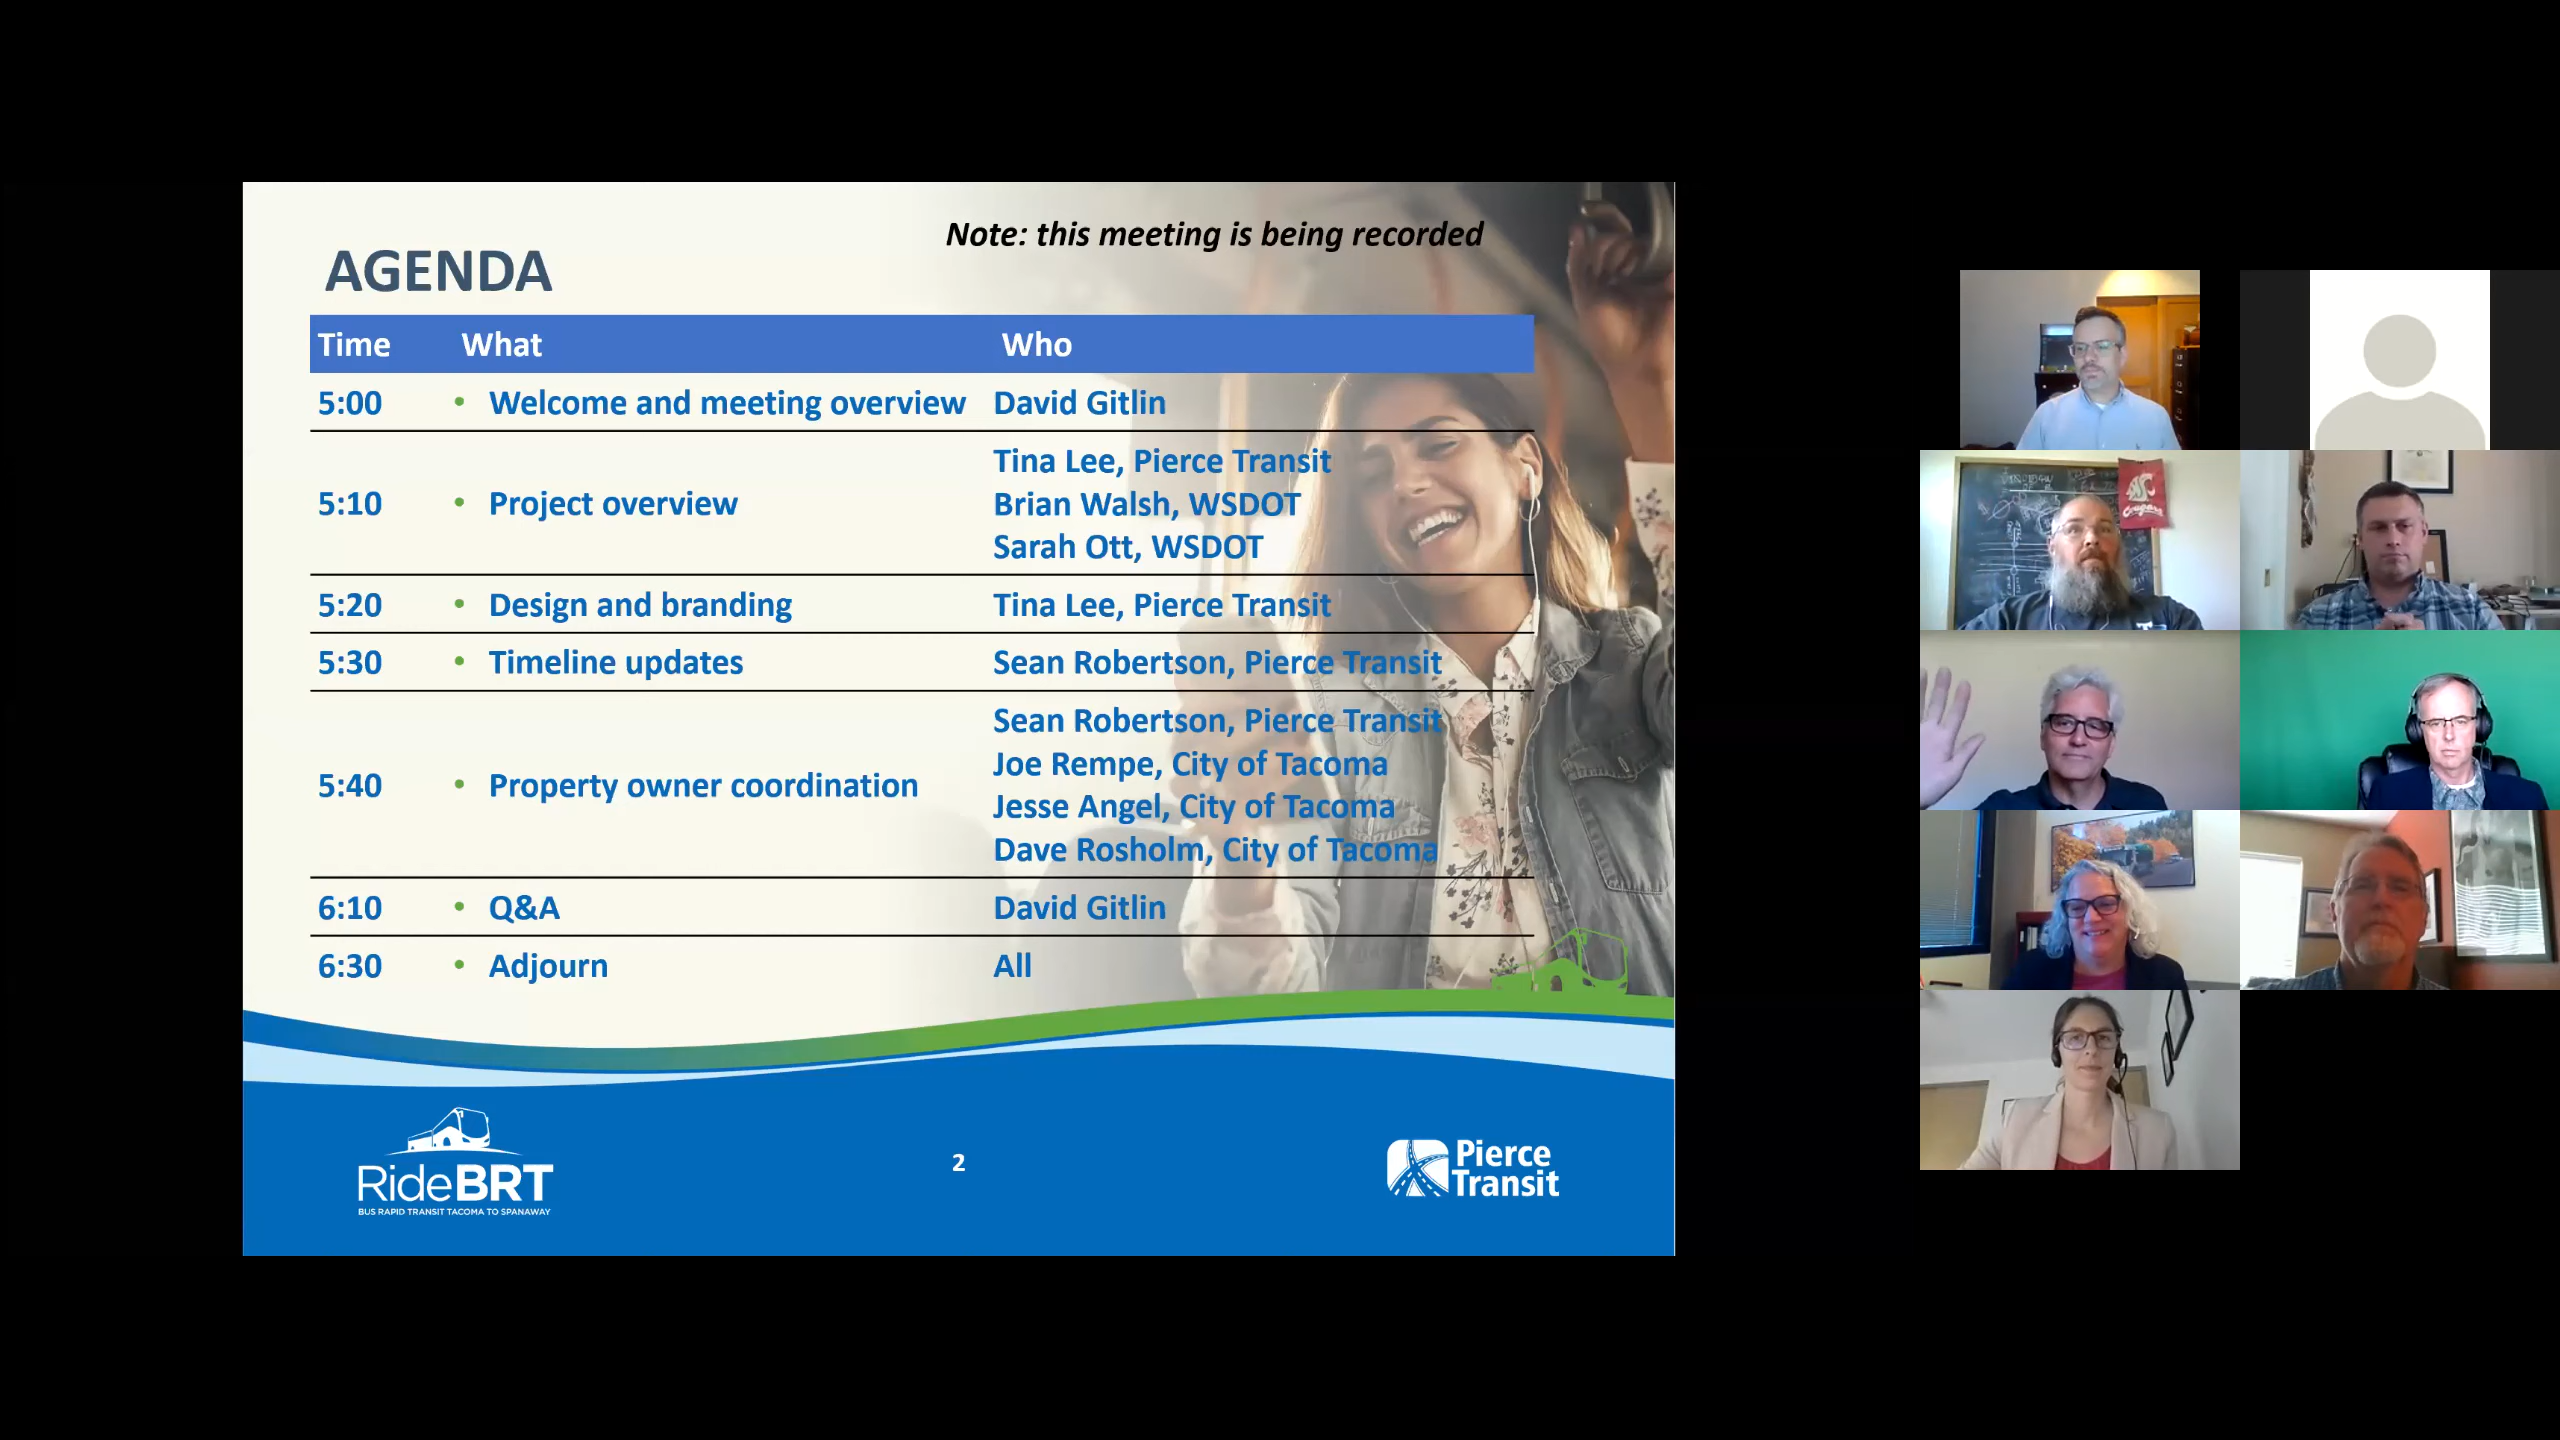 Note: this meeting is being recorded
AGENDA
Time What Who
5:00 • Welcome and meeting overview David Gitlin
5:10 • Project overview Tina Lee, Pierce Transit
Brian Walsh, WSDOT
Sarah Ott, WSDOT
5:20 • Design and branding Tina Lee, Pierce Transit
5:30 • Timeline updates Sean Robertson, Pierce Transit
5:40 • Property owner coordination Sean Robertson, Pierce Transit
Joe Rempe, City of Tacoma
Jesse Angel, City of Tacoma
Dave Rosholm, City of Tacoma
6:10 • Q&A David Gitlin
6:30 • Adjourn All
RideBRT
BUS RAPID TRANSIT TACOMA TO SPANAWAY
2
Pierce
Transit
Cougars